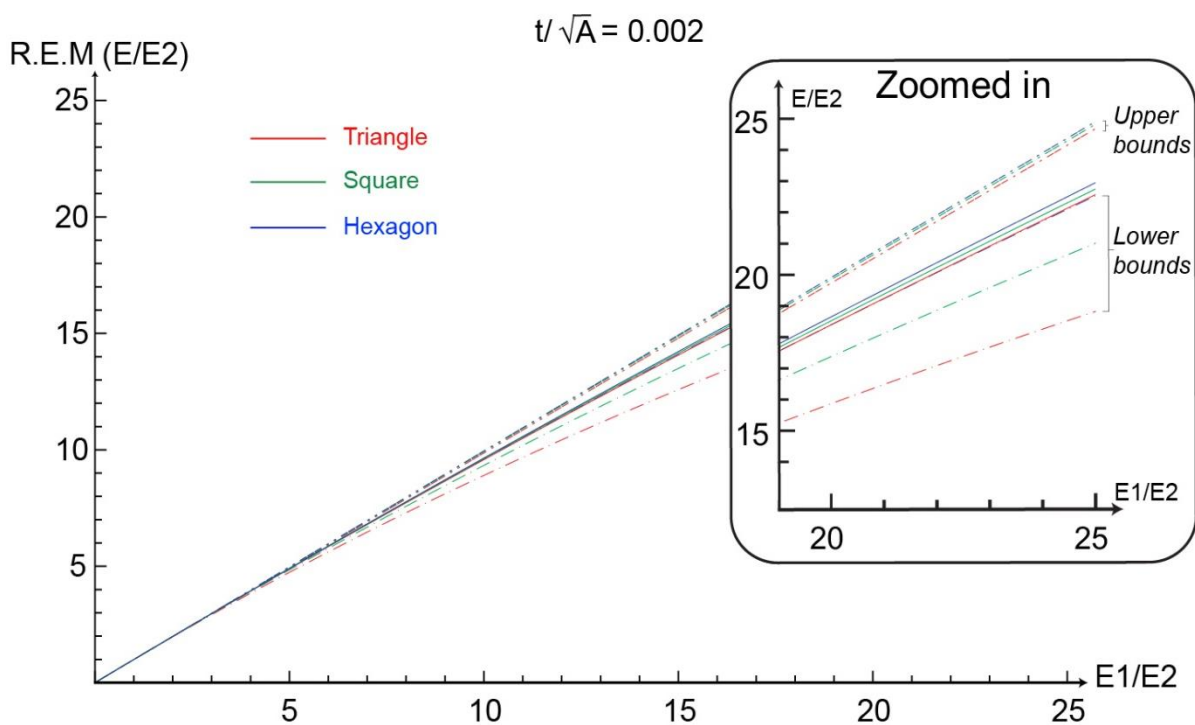 t/ √A = 0.002
R.E.M (E/E2)
25
20
15
10
5
Triangle
Square
Hexagon
5
10
15
20
25
E1/E2
Zoomed in
E/E2
25
20
15
20
25
E1/E2
Upper
bounds
Lower
bounds